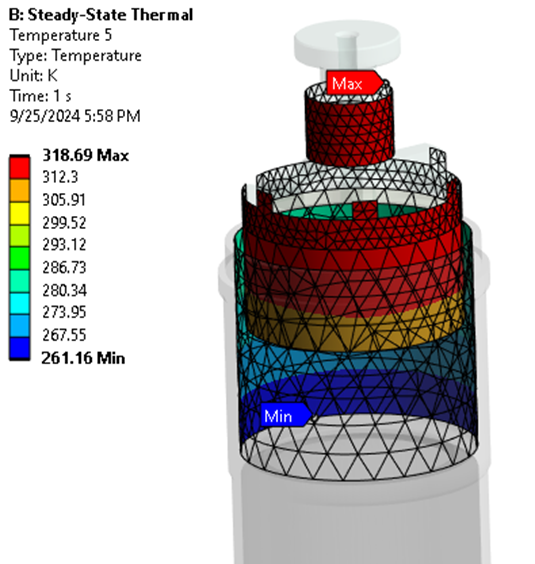 B: Steady-State Thermal
Temperature 5
Type: Temperature
Unit: K
Time: 1 s
9/25/2024 5:58 PM
318.69 Max
312.3
305.91
299.52
293.12
286.73
280.34
273.95
267.55
261.16 Min
Max
Min